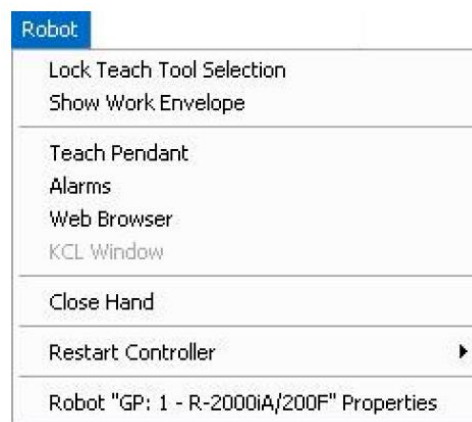 Robot
Lock Teach Tool Selection
Show Work Envelope
Teach Pendant
Alarms
Web Browser
KCL Window
Close Hand
Restart Controller
Robot "GP: 1 - R-2000iA/200F" Properties